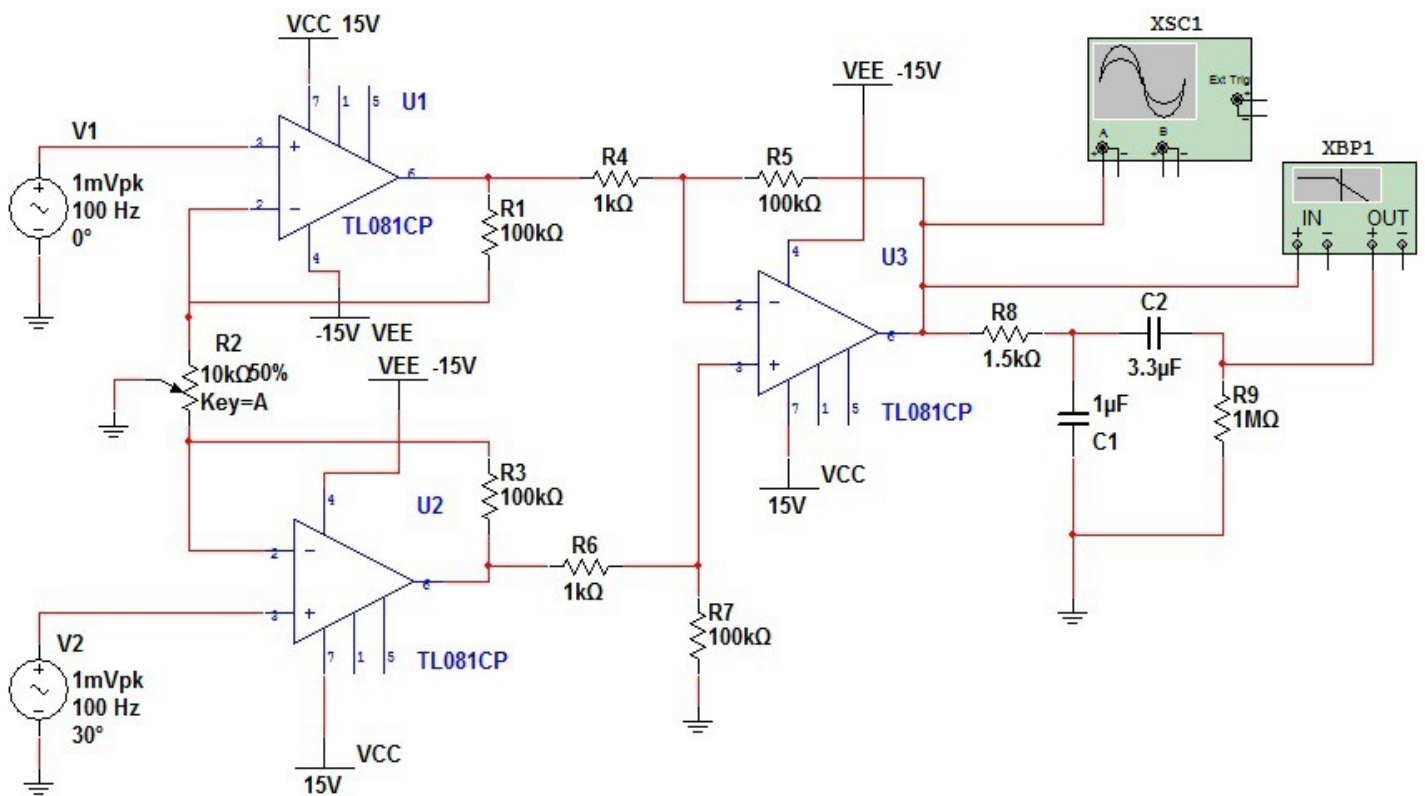 XSC1
VCC 15V
VEE -15V
Ext Trig
+
-
7
1
5
U1
A
B
+ - + -
V1
3
+
XBP1
+
-
1mVpk
100 Hz
0°
2
-
6
TL081CP
4
R1
100kΩ
R4
1kΩ
R5
100kΩ
IN OUT
+ - + -
4
U3
-15V VEE
R2
10kΩ 50%
Key=A
VEE -15V
2
-
3
+
6
R8
1.5kΩ
C2
3.3µF
7
1
5
TL081CP
1µF
C1
R9
1MΩ
VCC
15V
R3
100kΩ
4
U2
2
-
3
+
6
R6
1kΩ
R7
100kΩ
V2
+
-
1mVpk
100 Hz
30°
7
1
5
TL081CP
VCC
15V